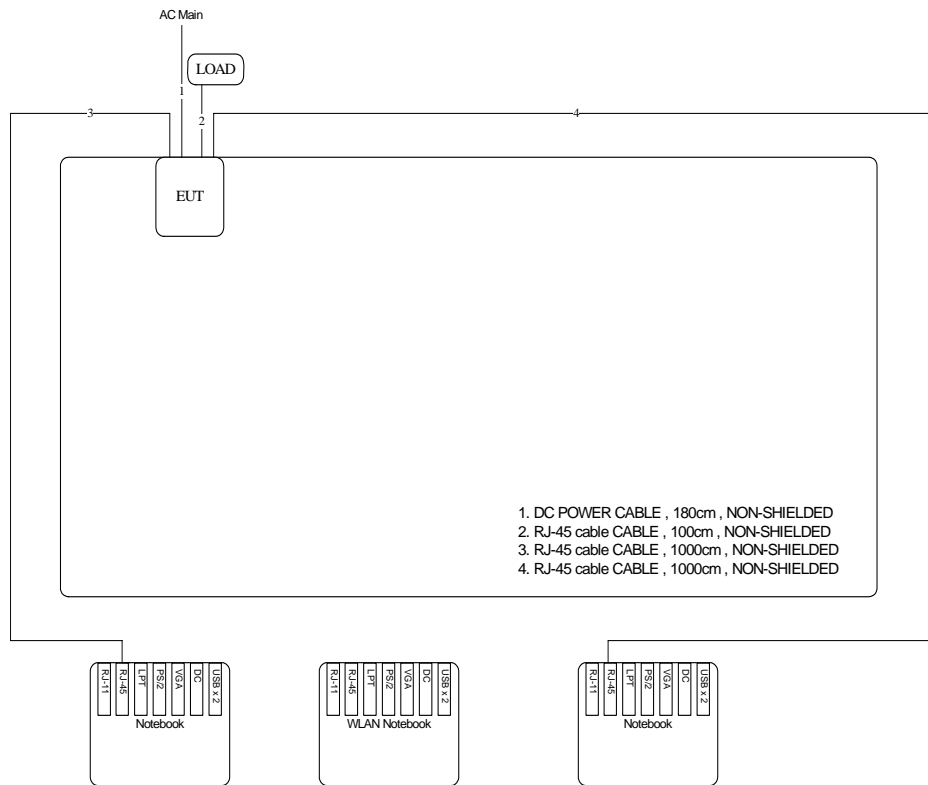 AC Main
LOAD
1
3
2
4
EUT
1. DC POWER CABLE , 180cm , NON-SHIELDED
2. RJ-45 cable CABLE , 100cm , NON-SHIELDED
3. RJ-45 cable CABLE , 1000cm , NON-SHIELDED
4. RJ-45 cable CABLE , 1000cm , NON-SHIELDED
RJ-11
RJ-45
LPT
PS/2
VGA
DC
USB x 2
Notebook
RJ-11
RJ-45
LPT
PS/2
VGA
DC
USB x 2
WLAN Notebook
RJ-11
RJ-45
LPT
PS/2
VGA
DC
USB x 2
Notebook